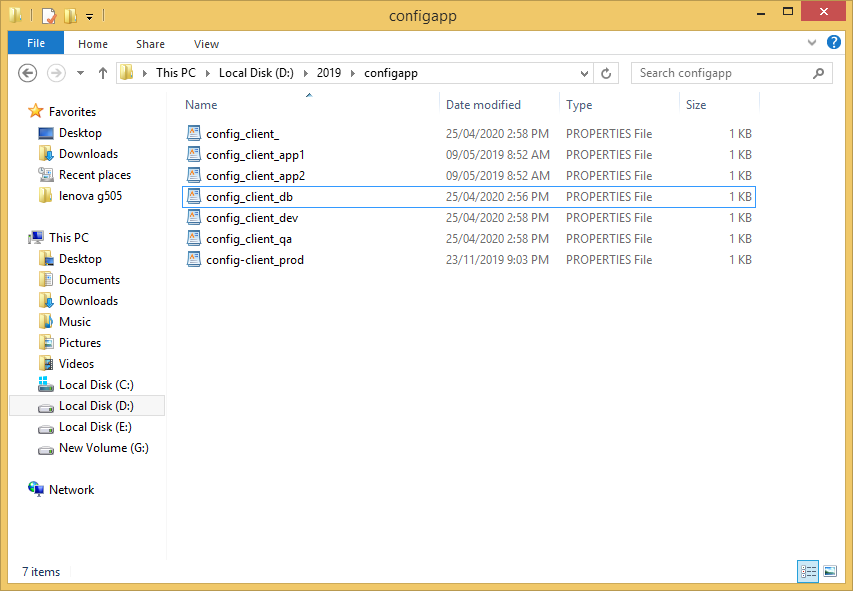 configapp
File Home Share View
This PC Local Disk (D:) 2019 configapp Search configapp
Favorites
Desktop
Downloads
Recent places
lenova g505
This PC
Desktop
Documents
Downloads
Music
Pictures
Videos
Local Disk (C:)
Local Disk (D:)
Local Disk (E:)
New Volume (G:)
Network
Name Date modified Type Size
config_client_ 25/04/2020 2:58 PM PROPERTIES File 1 KB
config_client_app1 09/05/2019 8:52 AM PROPERTIES File 1 KB
config_client_app2 09/05/2019 8:52 AM PROPERTIES File 1 KB
config_client_db 25/04/2020 2:56 PM PROPERTIES File 1 KB
config_client_dev 25/04/2020 2:58 PM PROPERTIES File 1 KB
config_client_qa 25/04/2020 2:58 PM PROPERTIES File 1 KB
config-client_prod 23/11/2019 9:03 PM PROPERTIES File 1 KB
7 items